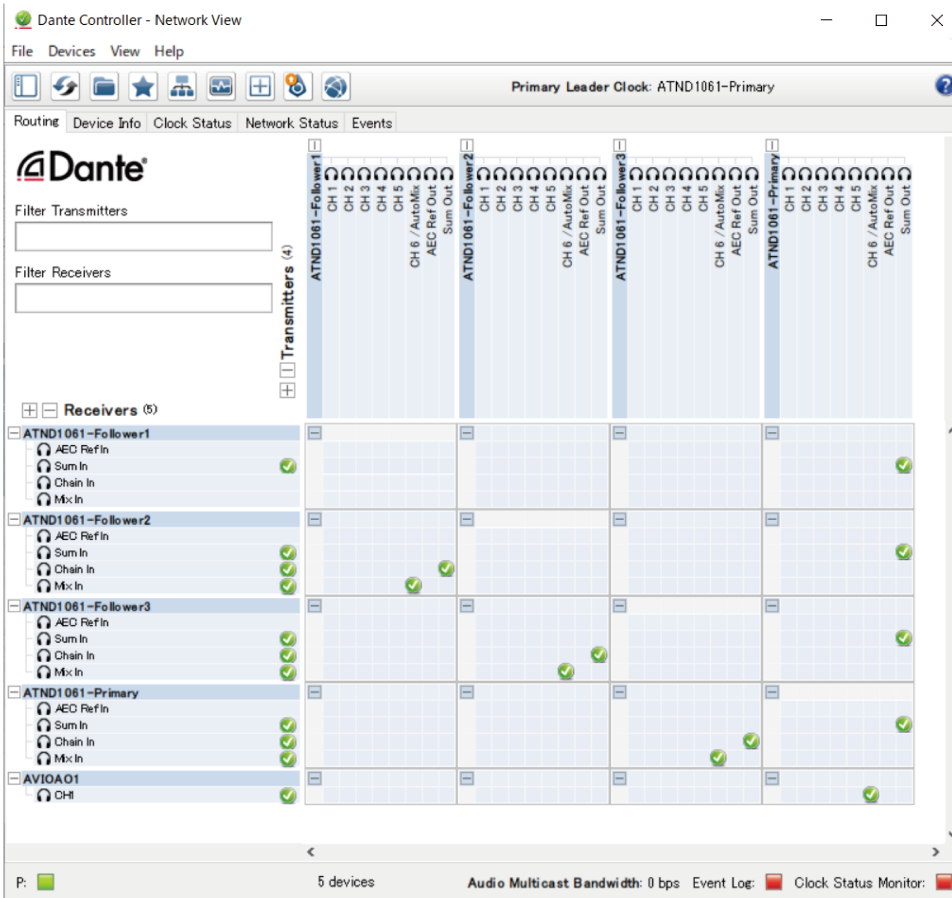 Dante Controller - Network View
File Devices View Help
Primary Leader Clock: ATND1061-Primary
Routing Device Info Clock Status Network Status Events
Dante®
Filter Transmitters
Filter Receivers
Transmitters (4)
ATND1061-Follower1
CH 1
CH 2
CH 3
CH 4
CH 5
CH 6 /AutoMix
AEC Ref Out
Sum Out
ATND1061-Follower2
CH 1
CH 2
CH 3
CH 4
CH 5
CH 6 /AutoMix
AEC Ref Out
Sum Out
ATND1061-Follower3
CH 1
CH 2
CH 3
CH 4
CH 5
CH 6 /AutoMix
AEC Ref Out
Sum Out
ATND1061-Primary
CH 1
CH 2
CH 3
CH 4
CH 5
CH 6 /AutoMix
AEC Ref Out
Sum Out
Receivers (5)
ATND1061-Follower1
AEC Ref In
Sum In
Chain In
Mix In
ATND1061-Follower2
AEC Ref In
Sum In
Chain In
Mix In
ATND1061-Follower3
AEC Ref In
Sum In
Chain In
Mix In
ATND1061-Primary
AEC Ref In
Sum In
Chain In
Mix In
AVIOAO1
CH1
P: 5 devices Audio Multicast Bandwidth: 0 bps Event Log: Clock Status Monitor: